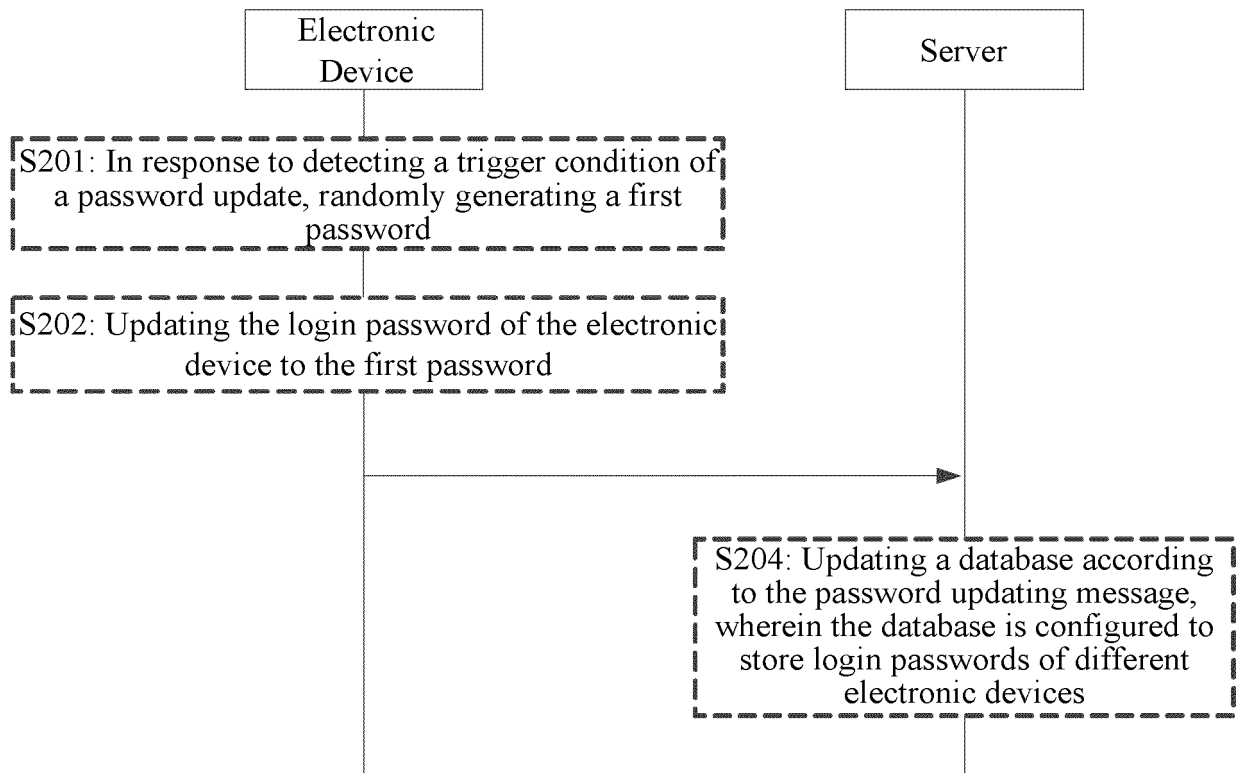 Electronic
Device
Server
S201: In response to detecting a trigger condition of
a password update, randomly generating a first
password
S202: Updating the login password of the electronic
device to the first password
S204: Updating a database according
to the password updating message,
wherein the database is configured to
store login passwords of different
electronic devices